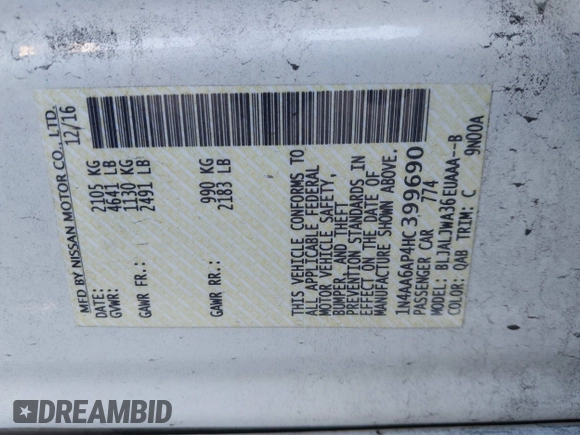 MFD BY NISSAN MOTOR CO., LTD.
DATE: 12/16
GVWR: 2105 KG
4641 LB
GAWR FR.: 1130 KG
2491 LB
GAWR RR.: 990 KG
2183 LB
THIS VEHICLE CONFORMS TO
ALL APPLICABLE FEDERAL
MOTOR VEHICLE SAFETY,
BUMPER, AND THEFT
PREVENTION STANDARDS IN
EFFECT ON THE DATE OF
MANUFACTURE SHOWN ABOVE.
1N4AA6AP4HC399690
PASSENGER CAR 774
MODEL: BLJALJWA36EUAAA--B
COLOR: QAB TRIM: C 9N00A
DREAMBID